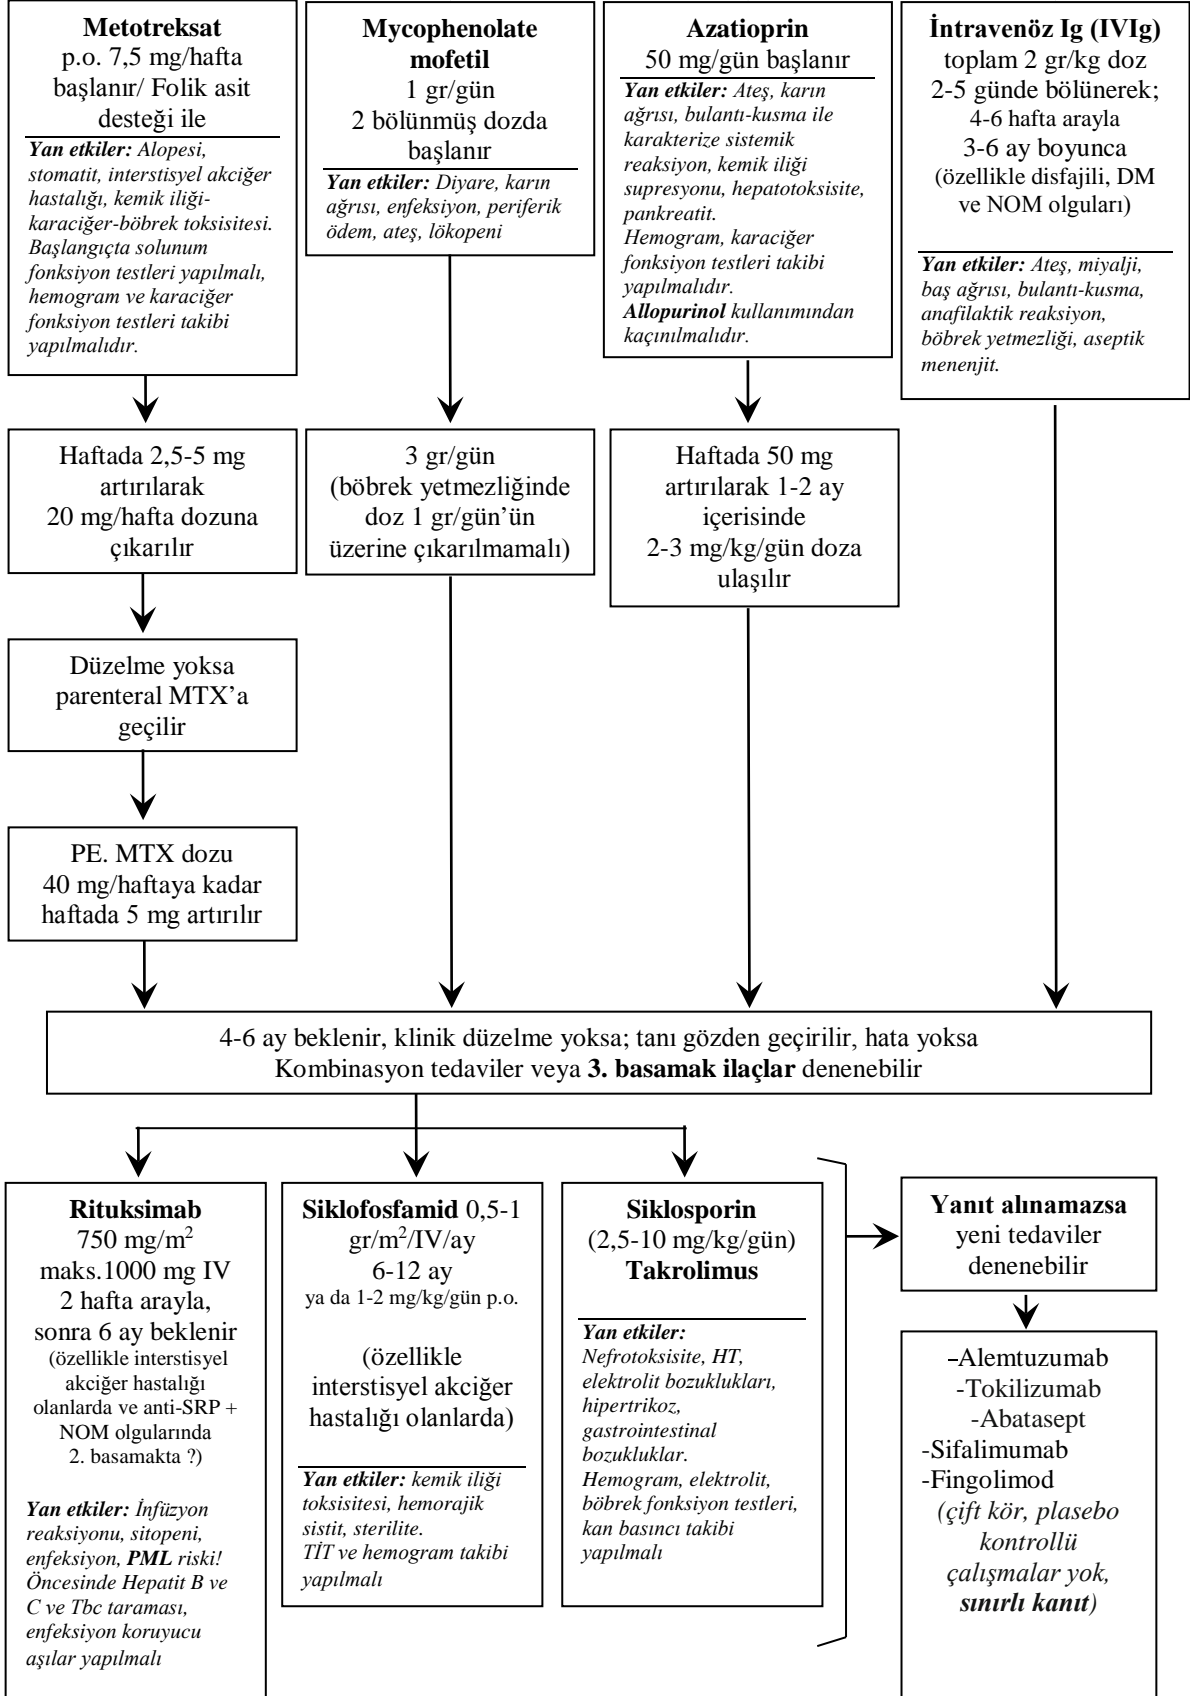 Metotreksat
p.o. 7,5 mg/hafta
başlanır/ Folik asit
desteği ile
Yan etkiler: Alopesi,
stomatit, interstisyel akciğer
hastalığı, kemik iliği-
karaciğer-böbrek toksisitesi.
Başlangıçta solunum
fonksiyon testleri yapılmalı,
hemogram ve karaciğer
fonksiyon testleri takibi
yapılmalıdır.
Mycophenolate
mofetil
1 gr/gün
2 bölünmüş dozda
başlanır
Yan etkiler: Diyare, karın
ağrısı, enfeksiyon, periferik
ödem, ateş, lökopeni
Azatioprin
50 mg/gün başlanır
Yan etkiler: Ateş, karın
ağrısı, bulantı-kusma ile
karakterize sistemik
reaksiyon, kemik iliği
supresyonu, hepatotoksisite,
pankreatit.
Hemogram, karaciğer
fonksiyon testleri takibi
yapılmalıdır.
Allopurinol kullanımından
kaçınılmalıdır.
İntravenöz Ig (IVIg)
toplam 2 gr/kg doz
2-5 günde bölünerek;
4-6 hafta arayla
3-6 ay boyunca
(özellikle disfajili, DM
ve NOM olguları)
Yan etkiler: Ateş, miyalji,
baş ağrısı, bulantı-kusma,
anafilaktik reaksiyon,
böbrek yetmezliği, aseptik
menenjit.
Haftada 2,5-5 mg
artırılarak
20 mg/hafta dozuna
çıkarılır
3 gr/gün
(böbrek yetmezliğinde
doz 1 gr/gün’ün
üzerine çıkarılmamalı)
Haftada 50 mg
artırılarak 1-2 ay
içerisinde
2-3 mg/kg/gün doza
ulaşılır
Düzelme yoksa
parenteral MTX’a
geçilir
PE. MTX dozu
40 mg/haftaya kadar
haftada 5 mg artırılır
4-6 ay beklenir, klinik düzelme yoksa; tanı gözden geçirilir, hata yoksa
Kombinasyon tedaviler veya 3. basamak ilaçlar denenebilir
Rituksimab
750 mg/m²
maks.1000 mg IV
2 hafta arayla,
sonra 6 ay beklenir
(özellikle interstisyel
akciğer hastalığı
olanlarda ve anti-SRP +
NOM olgularında
2. basamakta ?)
Yan etkiler: İnfüzyon
reaksiyonu, sitopeni,
enfeksiyon, PML riski!
Öncesinde Hepatit B ve
C ve Tbc taraması,
enfeksiyon koruyucu
aşılar yapılmalı
Siklofosfamid 0,5-1
gr/m²/IV/ay
6-12 ay
ya da 1-2 mg/kg/gün p.o.
(özellikle
interstisyel akciğer
hastalığı olanlarda)
Yan etkiler: kemik iliği
toksisitesi, hemorajik
sistit, sterilite.
TİT ve hemogram takibi
yapılmalı
Siklosporin
(2,5-10 mg/kg/gün)
Takrolimus
Yan etkiler:
Nefrotoksisite, HT,
elektrolit bozuklukları,
hipertrikoz,
gastrointestinal
bozukluklar.
Hemogram, elektrolit,
böbrek fonksiyon testleri,
kan basıncı takibi
yapılmalı
Yanıt alınamazsa
yeni tedaviler
denenebilir
–Alemtuzumab
-Tokilizumab
-Abatasept
-Sifalimumab
-Fingolimod
(çift kör, plasebo
kontrollü
çalışmalar yok,
sınırlı kanıt)